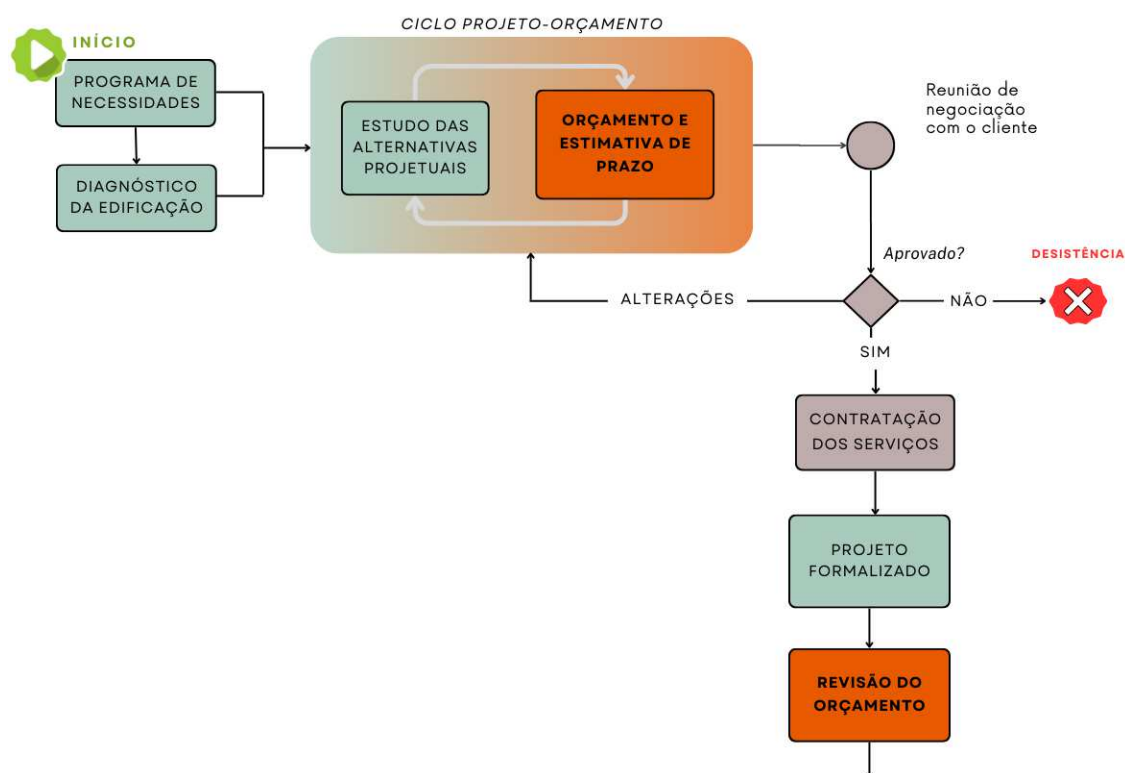 CICLO PROJETO-ORÇAMENTO
INÍCIO
PROGRAMA DE
NECESSIDADES
DIAGNÓSTICO
DA EDIFICAÇÃO
ESTUDO DAS
ALTERNATIVAS
PROJETUAIS
ORÇAMENTO E
ESTIMATIVA DE
PRAZO
Reunião de
negociação
com o cliente
Aprovado?
DESISTÊNCIA
ALTERAÇÕES
NÃO
SIM
CONTRATAÇÃO
DOS SERVIÇOS
PROJETO
FORMALIZADO
REVISÃO DO
ORÇAMENTO